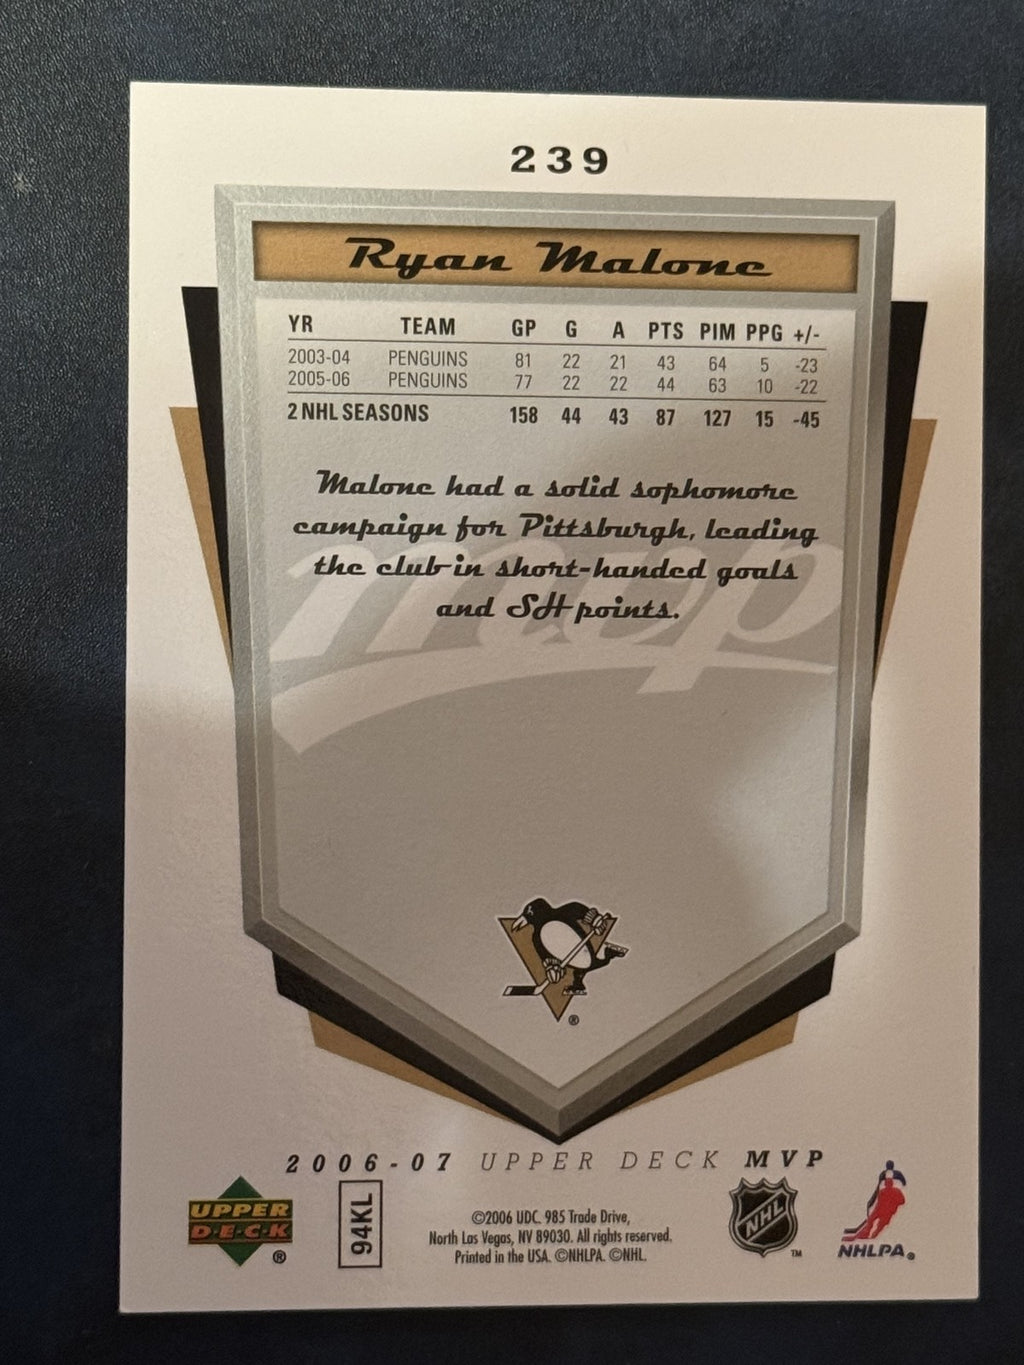 239
Ryan Malone
YR TEAM GP G A PTS PIM PPG +/-
2003-04 PENGUINS 81 22 21 43 64 5 -23
2005-06 PENGUINS 77 22 22 44 63 10 -22
2 NHL SEASONS 158 44 43 87 127 15 -45
Malone had a solid sophomore
campaign for Pittsburgh, leading
the club in short-handed goals
and SH points.
mvp
®
2006-07 UPPER DECK MVP
UPPER
D·E·C·K
®
94KL
©2006 UDC. 985 Trade Drive,
North Las Vegas, NV 89030. All rights reserved.
Printed in the USA. ©NHLPA. ©NHL.
NHL
TM
NHLPA®